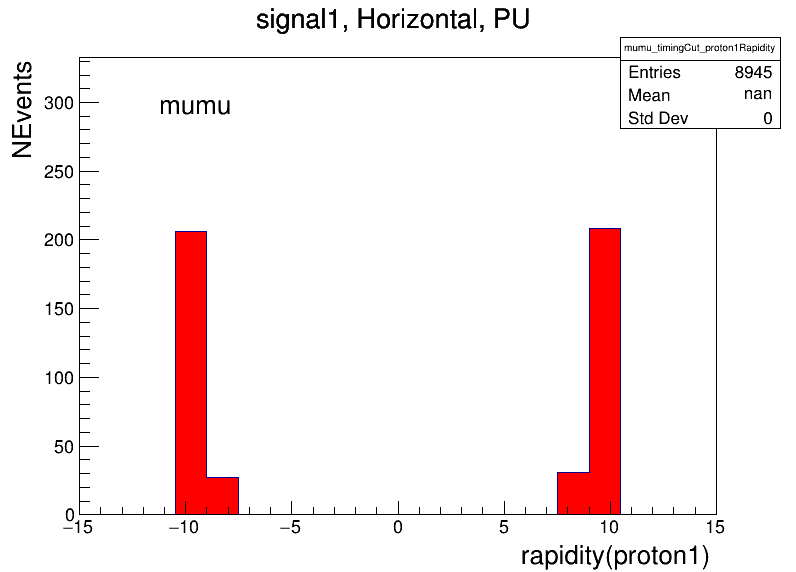 signal1, Horizontal, PU
mumu_timingCut_proton1Rapidity
Entries 8945
Mean nan
Std Dev 0
NEvents
mumu
300
250
200
150
100
50
0
−15 −10 −5 0 5 10 15
rapidity(proton1)